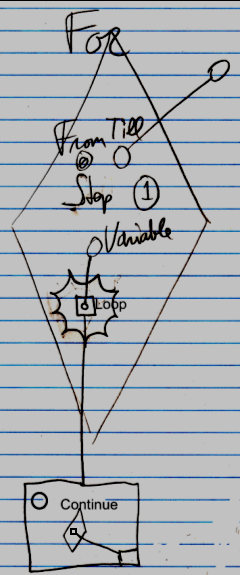 For
From Till
0
Step 1
Variable
Loop
Continue